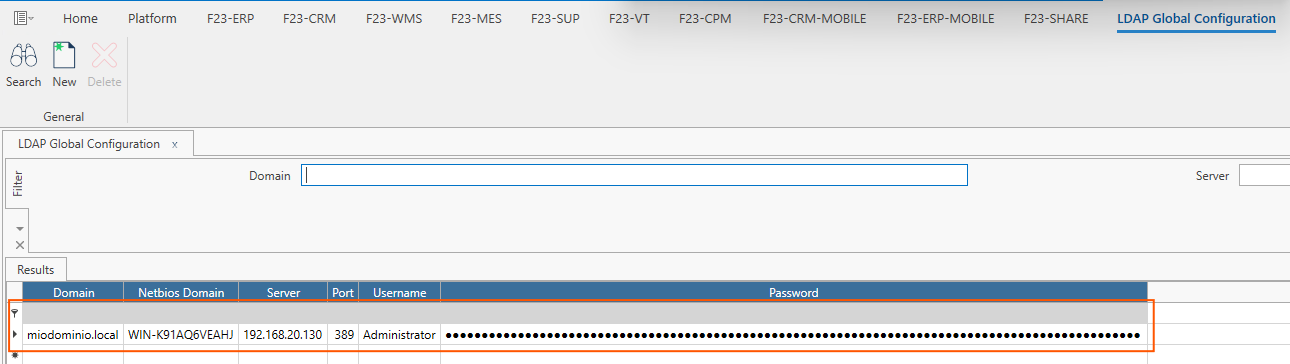 Home Platform F23-ERP F23-CRM F23-WMS F23-MES F23-SUP F23-VT F23-CPM F23-CRM-MOBILE F23-ERP-MOBILE F23-SHARE LDAP Global Configuration
Search New Delete
General
LDAP Global Configuration x
Filter
Domain Server
Results
Domain Netbios Domain Server Port Username Password
miodominio.local WIN-K91AQ6VEAHJ 192.168.20.130 389 Administrator